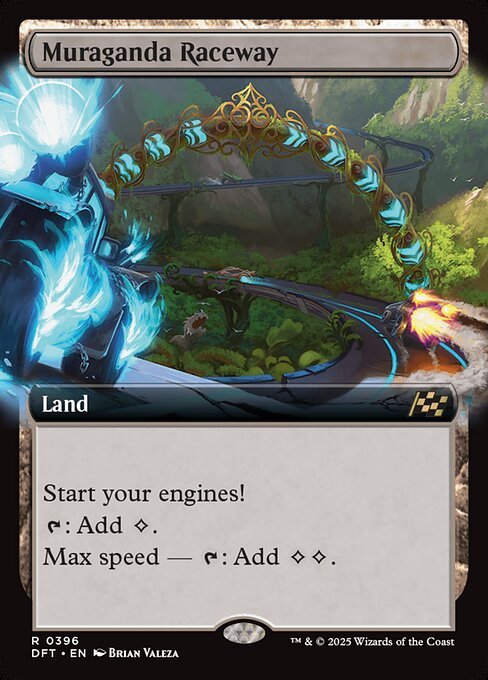 Muraganda Raceway
Land
Start your engines!
: Add .
Max speed — : Add .
R 0396
DFT • EN BRIAN VALEZA
™ & © 2025 Wizards of the Coast